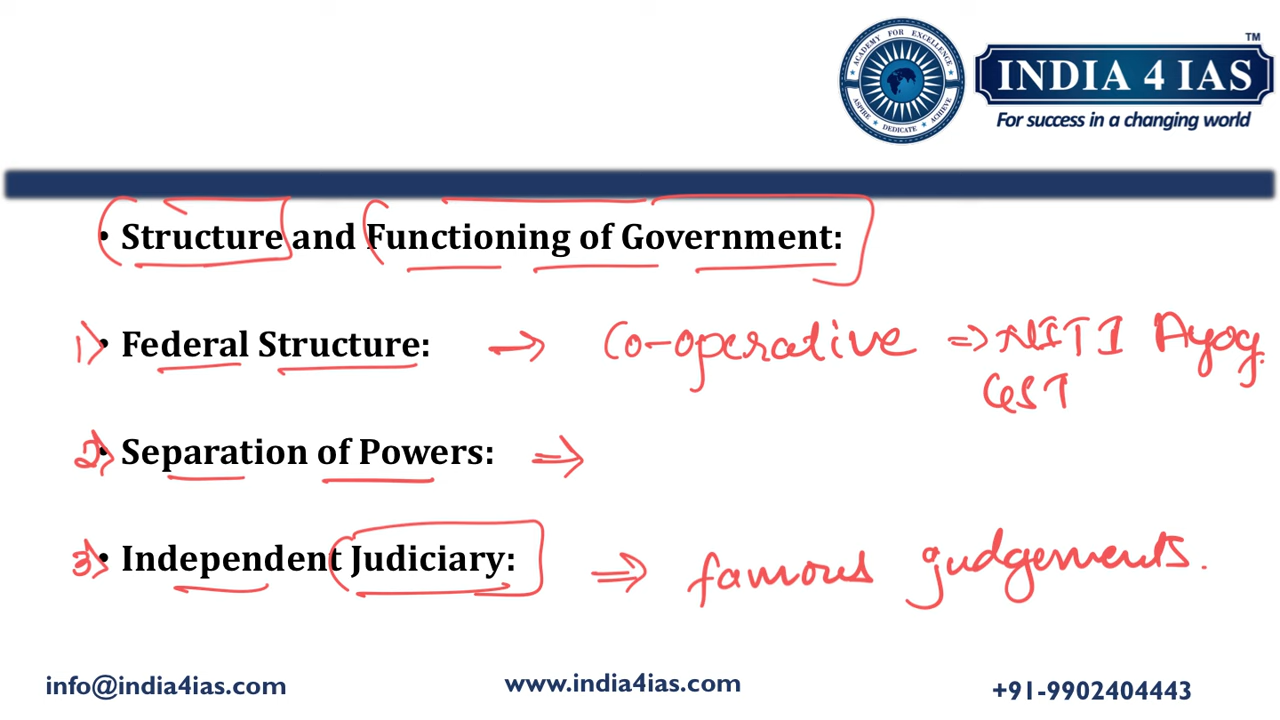 ACADEMY FOR EXCELLENCE
ASPIRE ★ DEDICATE ★ ACHIEVE
TM
INDIA 4 IAS
For success in a changing world
• Structure and Functioning of Government:
1) • Federal Structure: → Co-operative ⇒ NITI Ayog.
GST
2) • Separation of Powers: ⇒
3) • Independent Judiciary: ⇒ famous judgements.
info@india4ias.com www.india4ias.com +91-9902404443